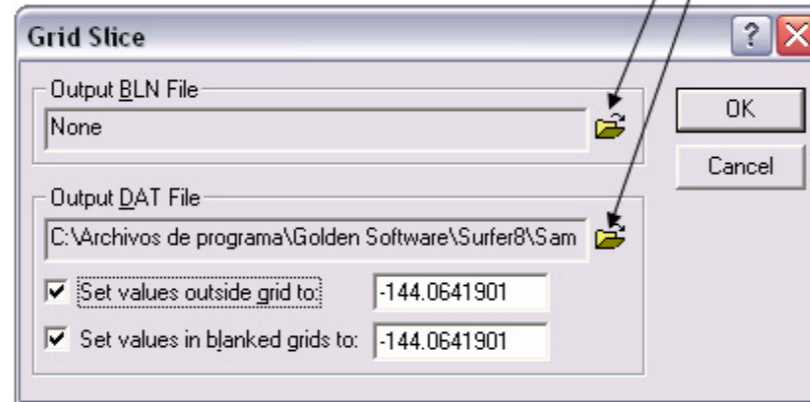 Grid Slice
Output BLN File
None
OK
Cancel
Output DAT File
C:\Archivos de programa\Golden Software\Surfer8\Sam
Set values outside grid to: -144.0641901
Set values in blanked grids to: -144.0641901